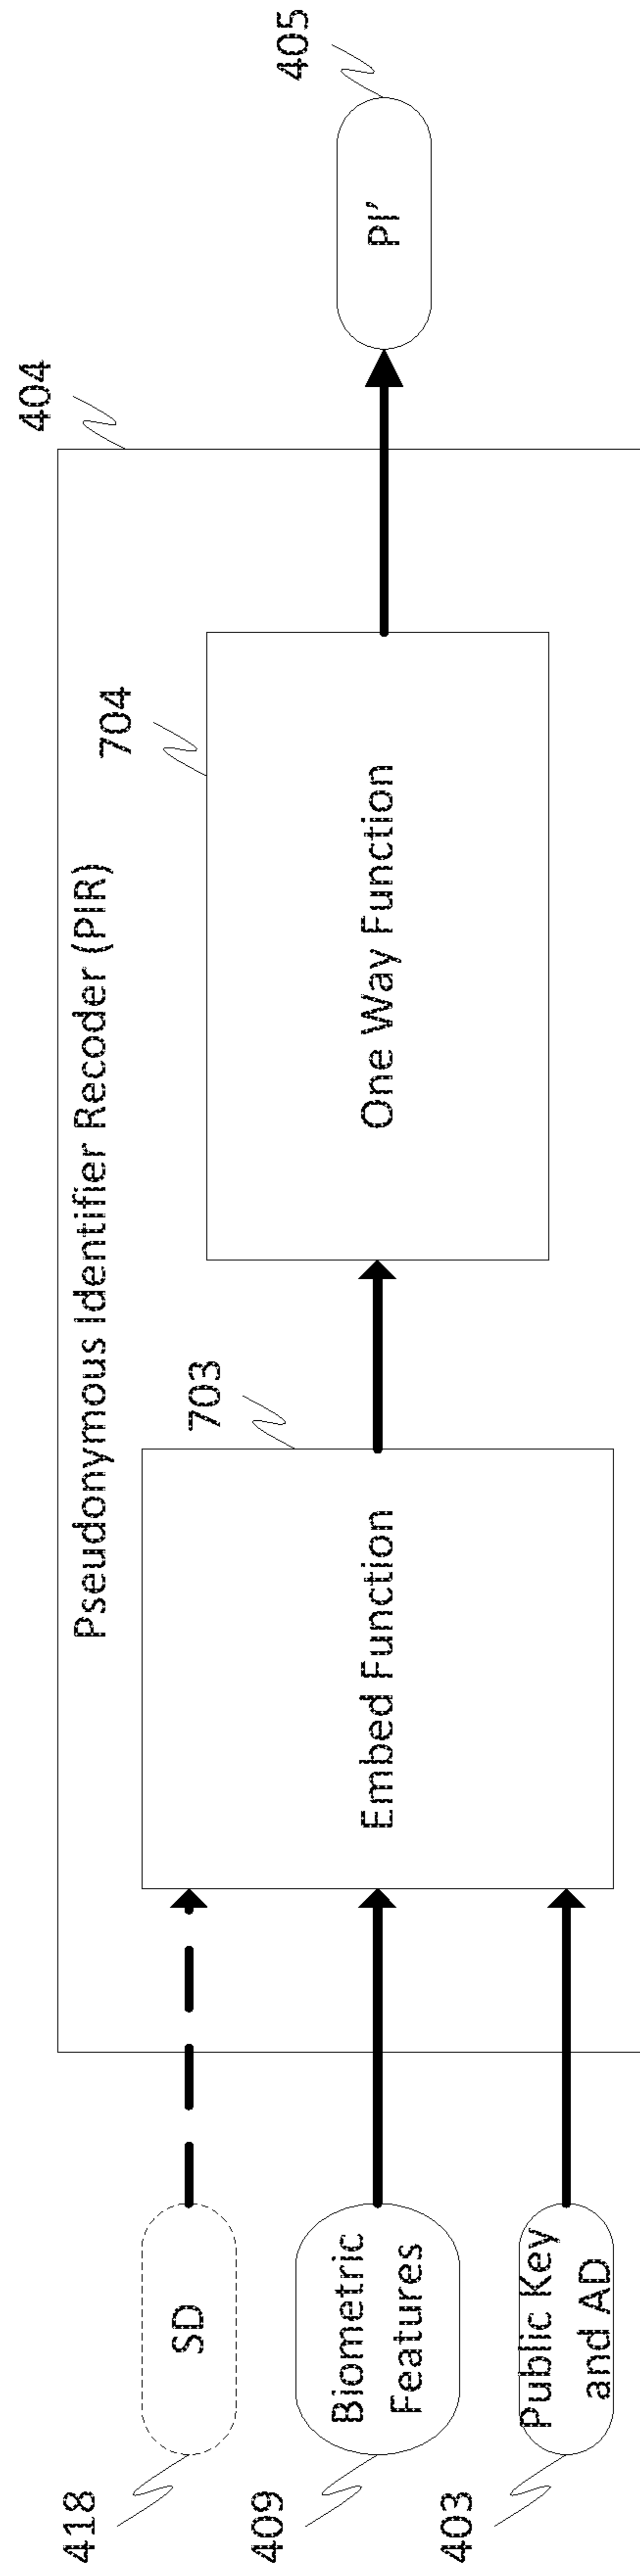 Pseudonymous Identifier Recoder (PIR)
404
418
SD
703
704
405
409
Biometric
Features
Embed Function
One Way Function
PI’
403
Public Key
and AD